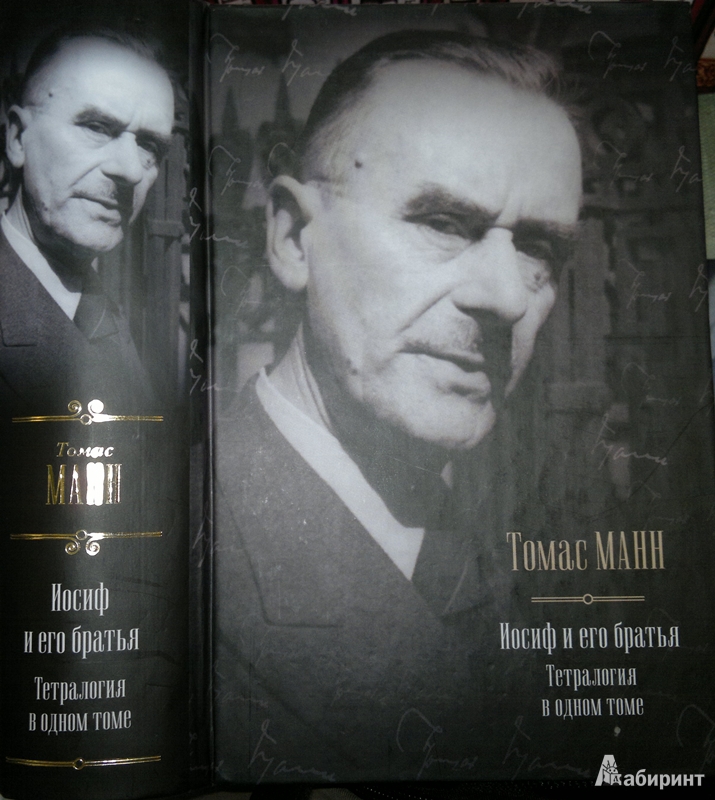 Томас
МАНН
Иосиф
и его братья
Тетралогия
в одном томе
Томас МАНН
Иосиф и его братья
Тетралогия
в одном томе
Лабиринт